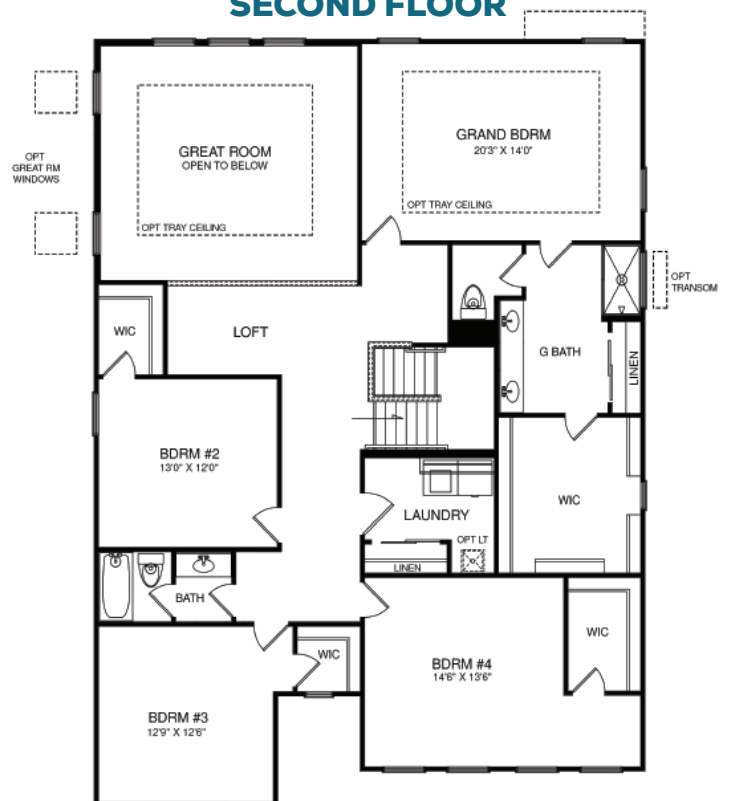 SECOND FLOOR
GREAT ROOM
OPEN TO BELOW
OPT TRAY CEILING
GRAND BDRM
20'3" X 14'0"
OPT TRAY CEILING
OPT
GREAT RM
WINDOWS
OPT
TRANSOM
WIC
LOFT
G BATH
LINEN
BDRM #2
13'0" X 12'0"
WIC
LAUNDRY
OPT LT
LINEN
BATH
WIC
WIC
BDRM #4
14'6" X 13'6"
BDRM #3
12'9" X 12'6"